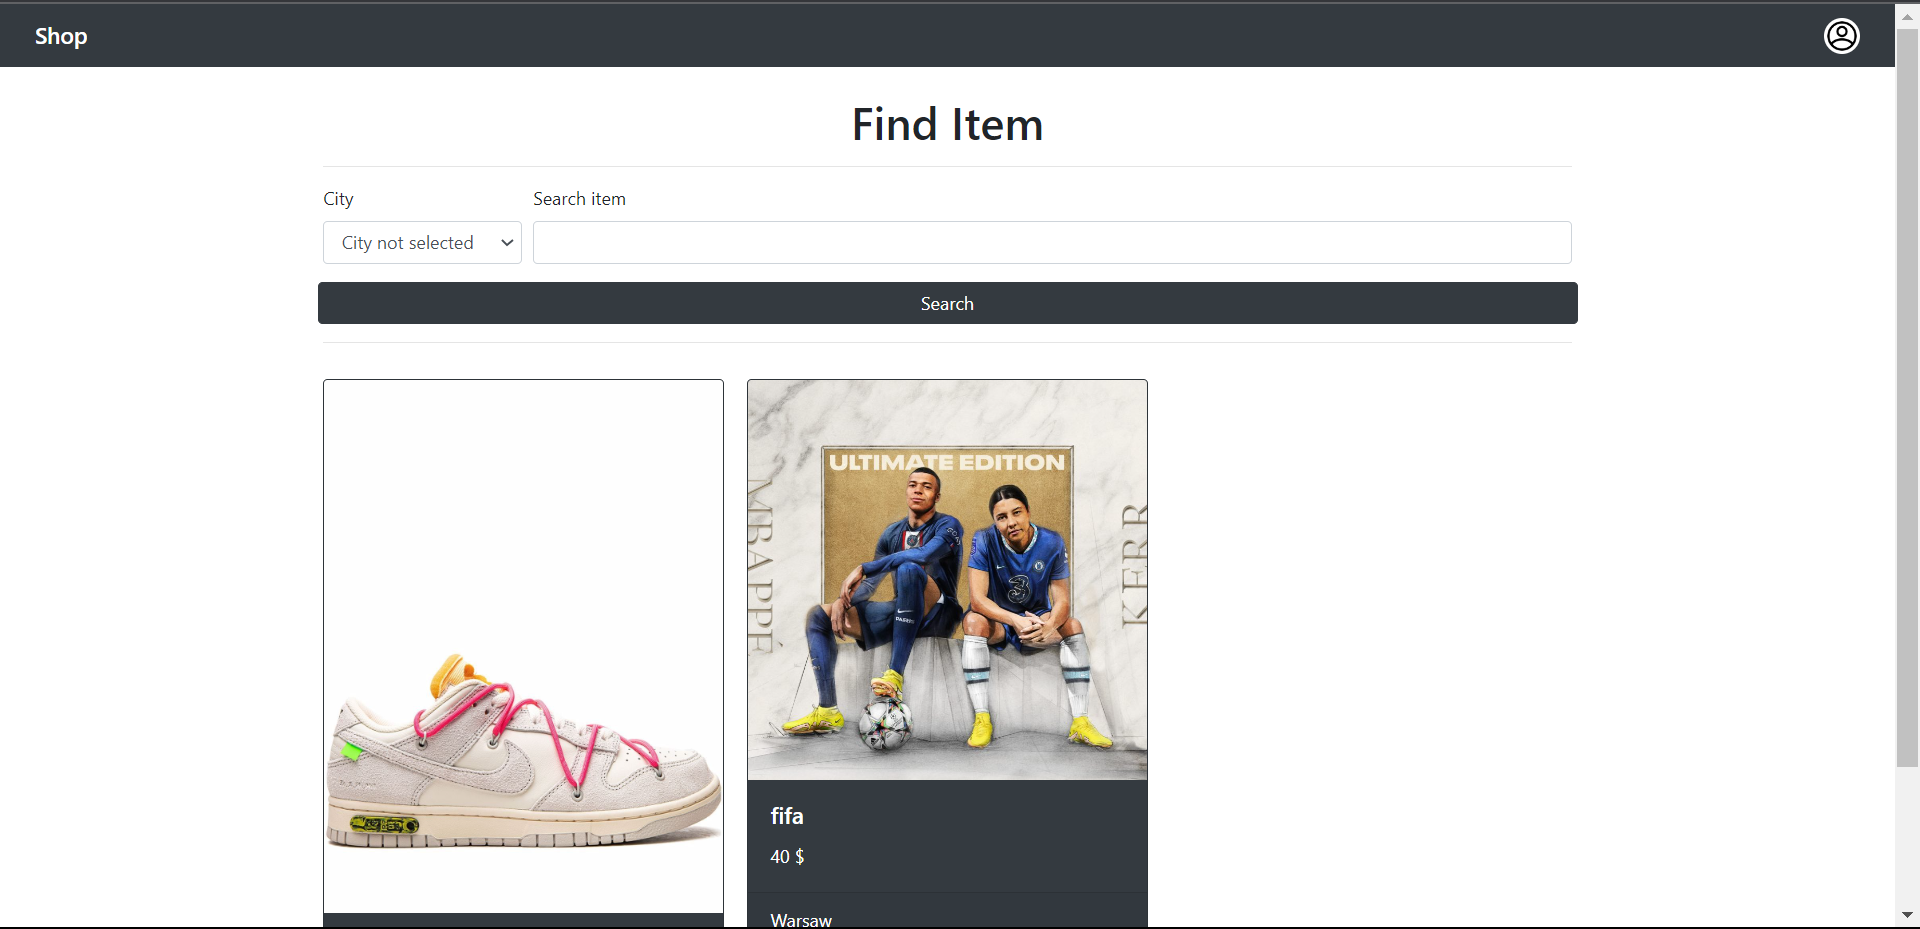 Shop
Find Item
City
Search item
City not selected
Search
ULTIMATE EDITION
MBAPPÉ
KERR
fifa
40 $
Warsaw